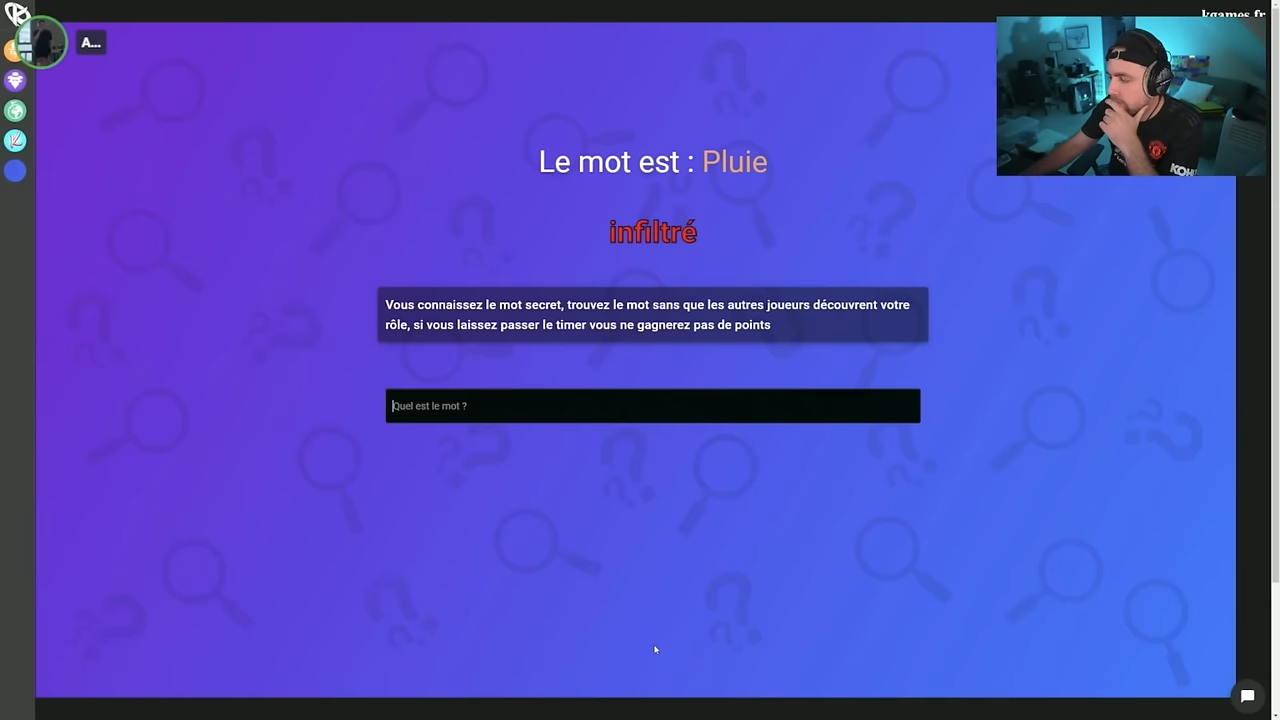 kgames.fr
A...
Le mot est : Pluie
infiltré
Vous connaissez le mot secret, trouvez le mot sans que les autres joueurs découvrent votre
rôle, si vous laissez passer le timer vous ne gagnerez pas de points
Quel est le mot ?
KOH